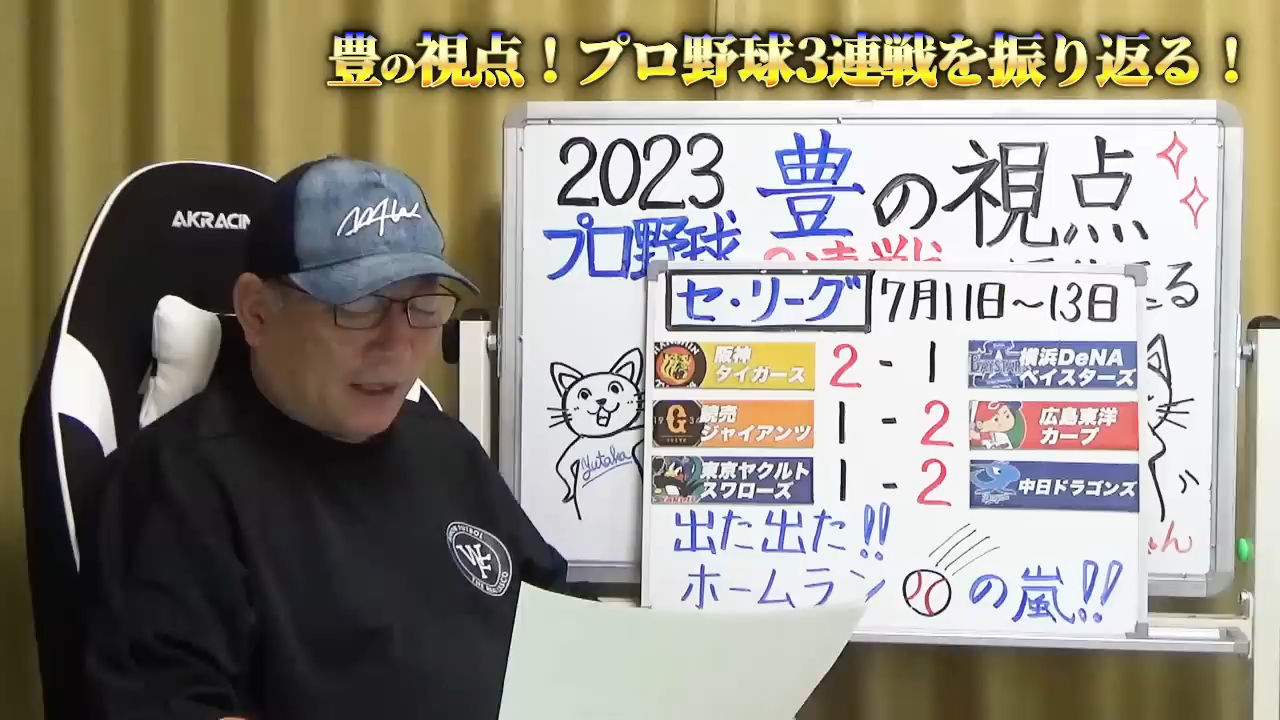 豊の視点！プロ野球3連戦を振り返る！
2023 豊の視点
プロ野球
セ・リーグ 7月11日〜13日
阪神タイガース 2 - 1 横浜DeNAベイスターズ
読売ジャイアンツ 1 - 2 広島東洋カープ
東京ヤクルトスワローズ 1 - 2 中日ドラゴンズ
出た出た!!
ホームランの嵐!!
yutaka
AKRACIN